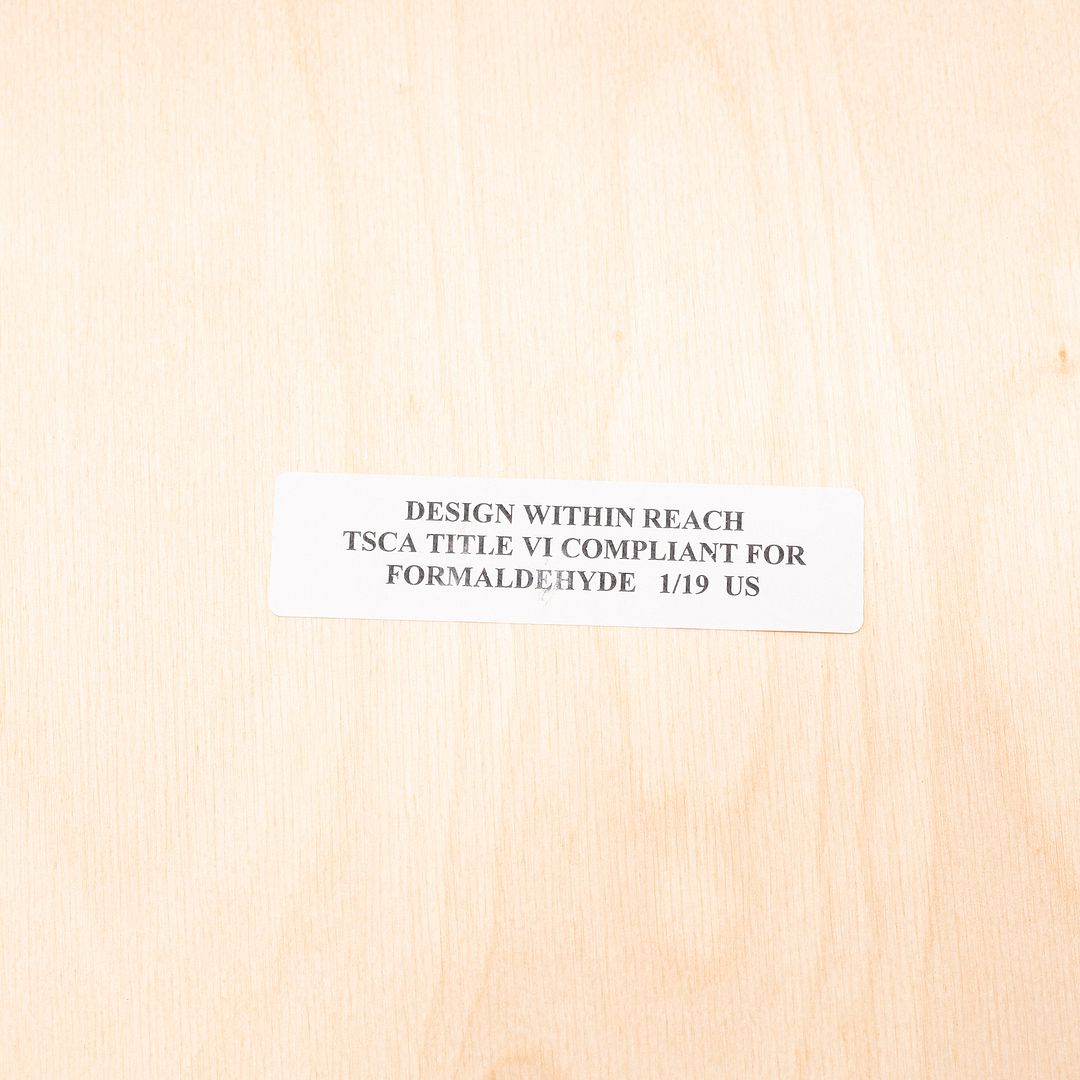 DESIGN WITHIN REACH
TSCA TITLE VI COMPLIANT FOR
FORMALDEHYDE 1/19 US